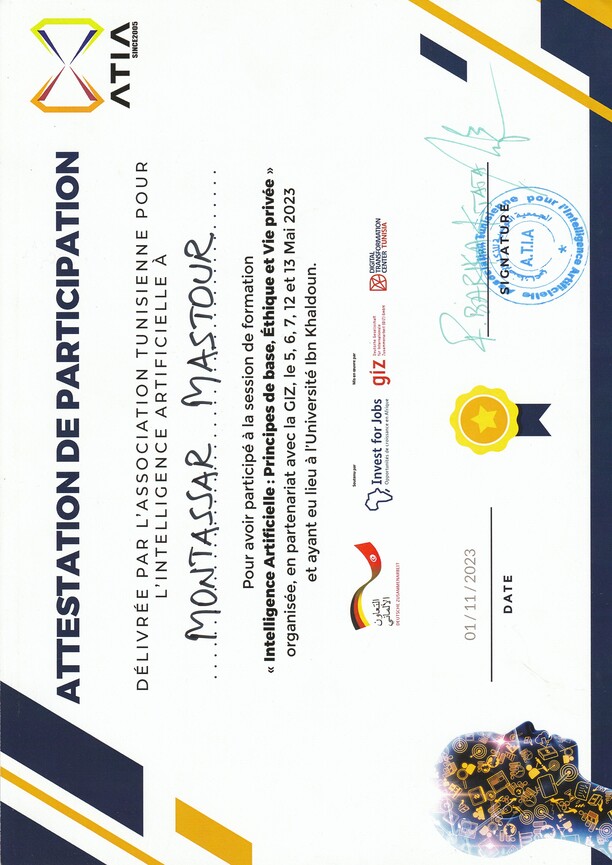 ATTESTATION DE PARTICIPATION
ATIA
SINCE2005
DÉLIVRÉE PAR L'ASSOCIATION TUNISIENNE POUR
L'INTELLIGENCE ARTIFICIELLE À
MONTASSAR MASTOUR
Pour avoir participé à la session de formation
« Intelligence Artificielle : Principes de base, Éthique et Vie privée »
organisée, en partenariat avec la GIZ, le 5, 6, 7, 12 et 13 Mai 2023
et ayant eu lieu à l'Université Ibn Khaldoun.
التعاون
الألماني
DEUTSCHE ZUSAMMENARBEIT
Soutenu par
Invest for Jobs
Opportunités de croissance en Afrique
Mis en œuvre par
giz
Deutsche Gesellschaft
für Internationale
Zusammenarbeit (GIZ) GmbH
DIGITAL
TRANSFORMATION
CENTER TUNISIA
01/11/2023
DATE
SIGNATURE
Association Tunisienne pour l'Intelligence Artificielle
A.T.I.A